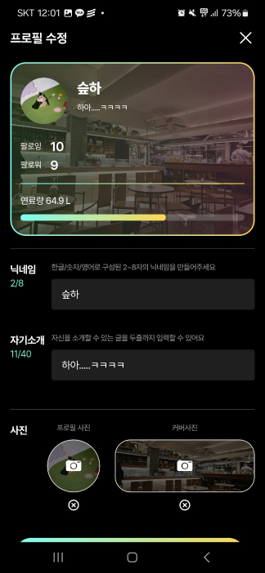 SKT 12:01 73%
프로필 수정
숲하
하아....ㅋㅋㅋㅋ
팔로잉 10
팔로워 9
연료량 64.9 L
닉네임 한글/숫자/영어로 구성된 2~8자의 닉네임을 만들어주세요
2/8
숲하
자기소개 자신을 소개할 수 있는 글을 두줄까지 입력할 수 있어요
11/40
하아.....ㅋㅋㅋㅋ
사진 프로필 사진 커버사진